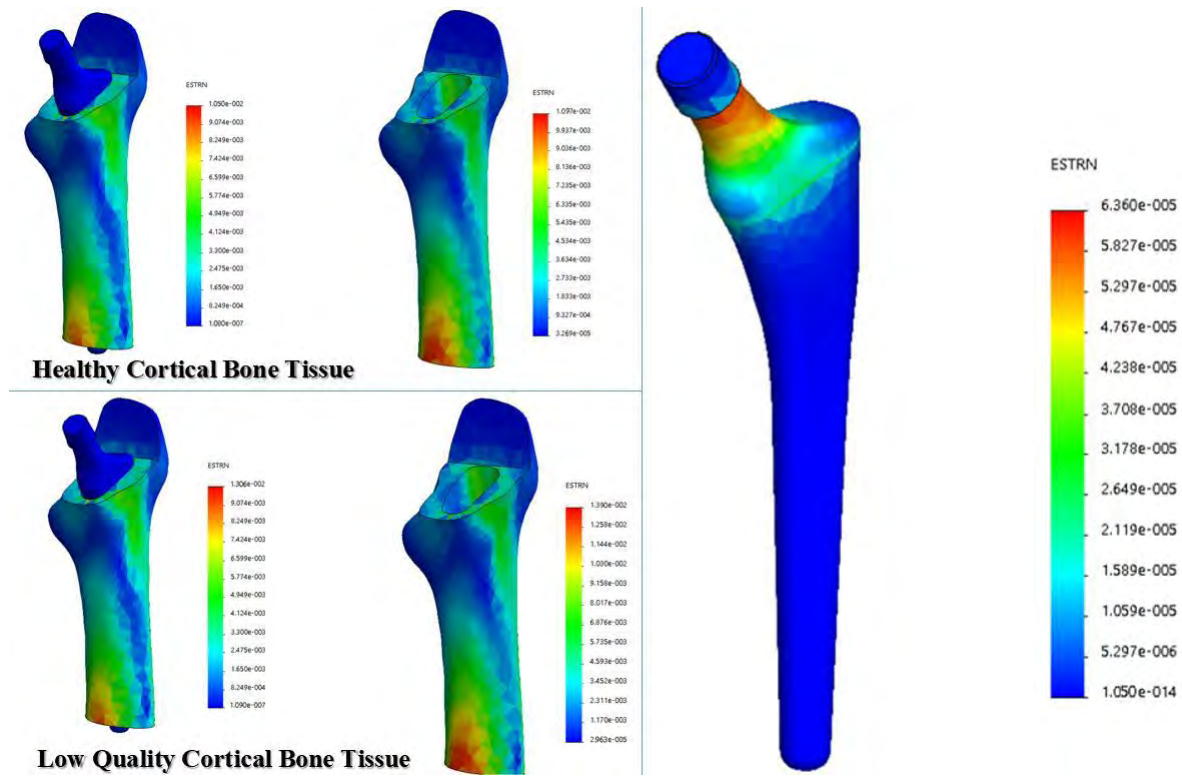 ESTRN
1.050e-002
9.074e-003
8.249e-003
7.424e-003
6.599e-003
5.774e-003
4.949e-003
4.124e-003
3.300e-003
2.475e-003
1.650e-003
8.249e-004
1.090e-007
ESTRN
1.097e-002
9.937e-003
9.036e-003
8.136e-003
7.235e-003
6.335e-003
5.435e-003
4.534e-003
3.634e-003
2.733e-003
1.833e-003
9.327e-004
3.269e-005
Healthy Cortical Bone Tissue
ESTRN
1.306e-002
9.074e-003
8.249e-003
7.424e-003
6.599e-003
5.774e-003
4.949e-003
4.124e-003
3.300e-003
2.475e-003
1.650e-003
8.249e-004
1.090e-007
ESTRN
1.390e-002
1.258e-002
1.144e-002
1.030e-002
9.158e-003
8.017e-003
6.876e-003
5.735e-003
4.593e-003
3.452e-003
2.311e-003
1.170e-003
2.963e-005
Low Quality Cortical Bone Tissue
ESTRN
6.360e-005
5.827e-005
5.297e-005
4.767e-005
4.238e-005
3.708e-005
3.178e-005
2.649e-005
2.119e-005
1.589e-005
1.059e-005
5.297e-006
1.050e-014